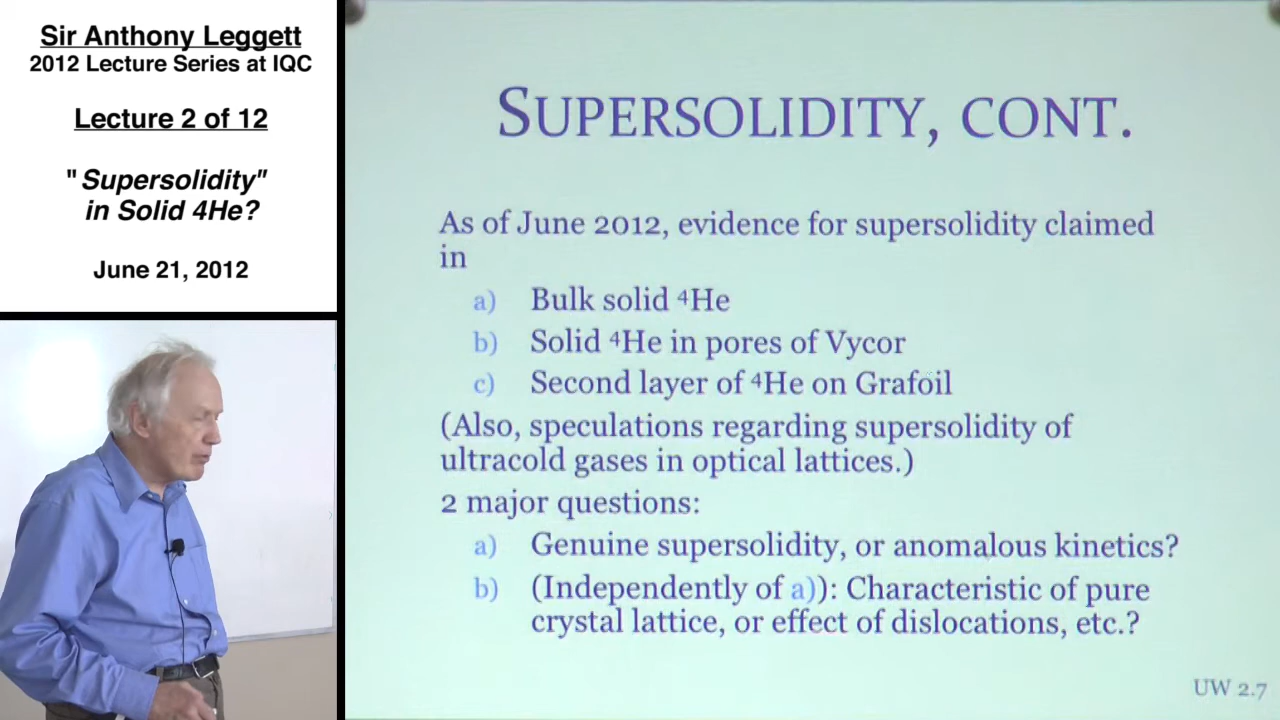 Sir Anthony Leggett
2012 Lecture Series at IQC
Lecture 2 of 12
"Supersolidity"
in Solid 4He?
June 21, 2012
SUPERSOLIDITY, CONT.
As of June 2012, evidence for supersolidity claimed
in
a) Bulk solid ⁴He
b) Solid ⁴He in pores of Vycor
c) Second layer of ⁴He on Grafoil
(Also, speculations regarding supersolidity of
ultracold gases in optical lattices.)
2 major questions:
a) Genuine supersolidity, or anomalous kinetics?
b) (Independently of a)): Characteristic of pure
crystal lattice, or effect of dislocations, etc.?
UW 2.7